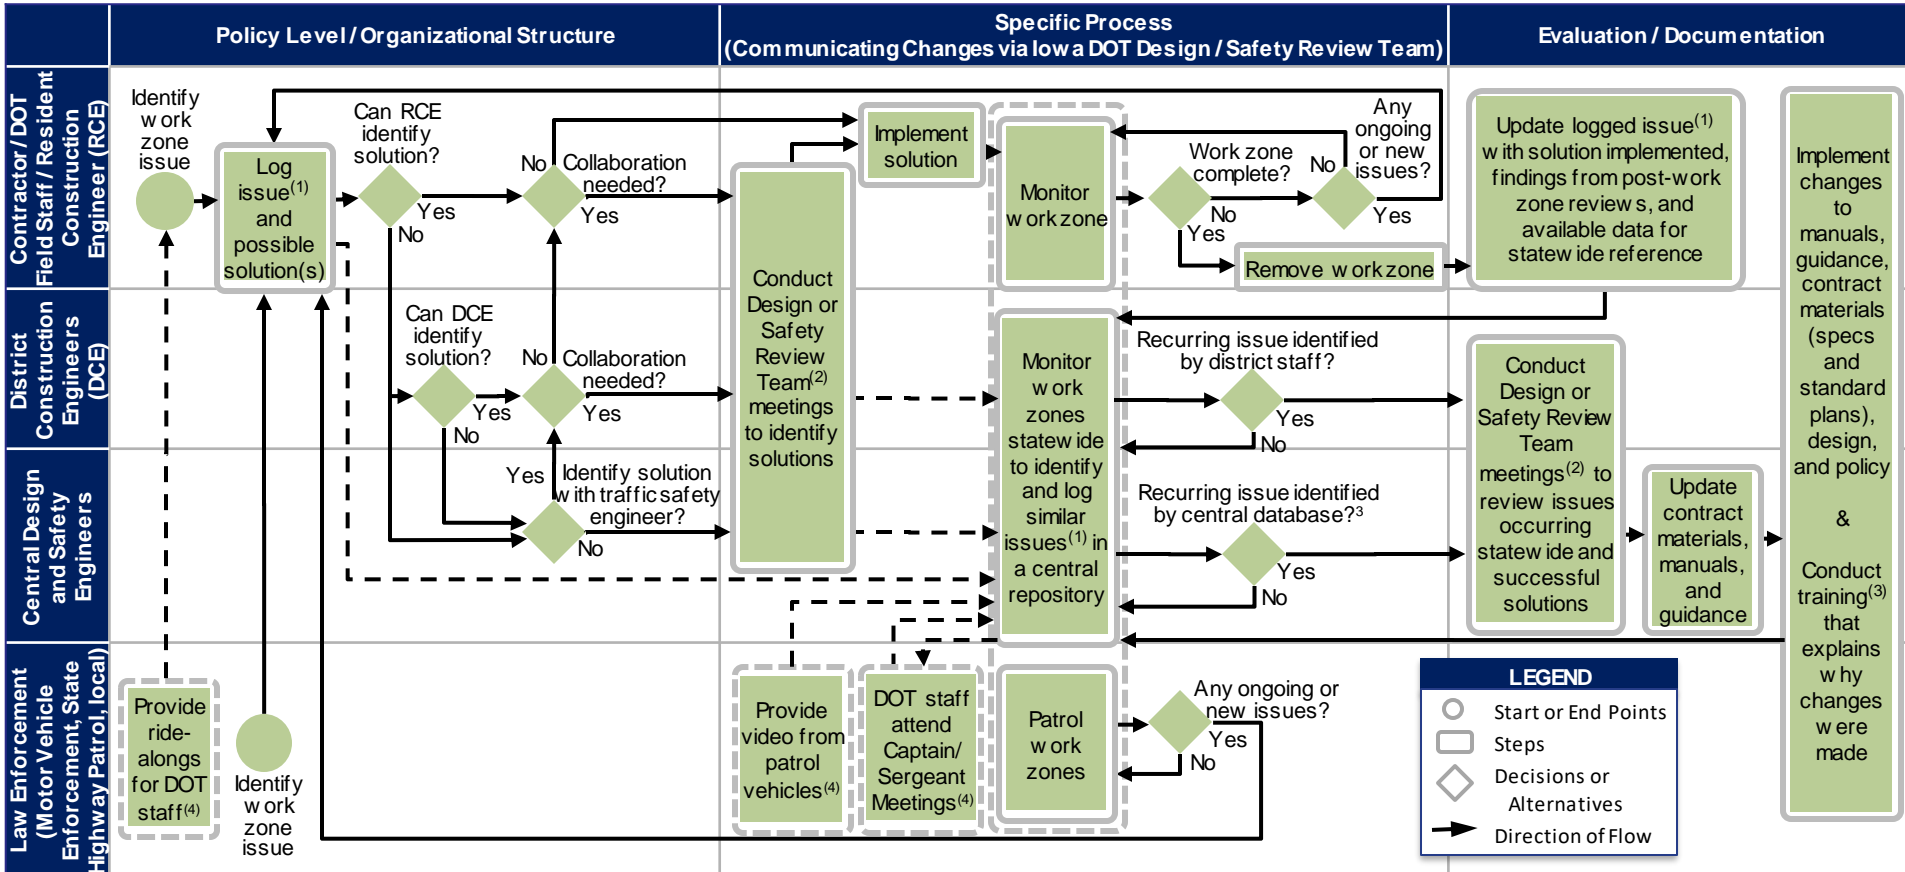 Policy Level / Organizational Structure
Specific Process
(Communicating Changes via Iowa DOT Design / Safety Review Team)
Evaluation / Documentation
Contractor / DOT
Field Staff / Resident
Construction
Engineer (RCE)
Identify
work
zone
issue
Log
issue(1)
and
possible
solution(s)
Can RCE
identify
solution?
Yes
No
No
Collaboration
needed?
Yes
Implement
solution
Monitor
work zone
Work zone
complete?
No
Yes
Any
ongoing
or new
issues?
No
Yes
Remove work zone
Update logged issue(1)
with solution implemented,
findings from post-work
zone reviews, and
available data for
statewide reference
Implement
changes
to
manuals,
guidance,
contract
materials
(specs
and
standard
plans),
design,
and policy
&
Conduct
training(3)
that
explains
why
changes
were
made
District
Construction
Engineers
(DCE)
Can DCE
identify
solution?
Yes
No
No
Collaboration
needed?
Yes
Conduct
Design or
Safety
Review
Team(2)
meetings
to identify
solutions
Monitor
work
zones
statewide
to identify
and log
similar
issues(1) in
a central
repository
Recurring issue identified
by district staff?
Yes
No
Conduct
Design or
Safety Review
Team
meetings(2) to
review issues
occurring
statewide and
successful
solutions
Central Design
and Safety
Engineers
Yes
Identify solution
with traffic safety
engineer?
No
Recurring issue identified
by central database?3
Yes
No
Update
contract
materials,
manuals,
and
guidance
Law Enforcement
(Motor Vehicle
Enforcement, State
Highway Patrol, local)
Provide
ride-
alongs
for DOT
staff(4)
Identify
work
zone
issue
Provide
video from
patrol
vehicles(4)
DOT staff
attend
Captain/
Sergeant
Meetings(4)
Patrol
work
zones
Any ongoing or
new issues?
Yes
No
LEGEND
Start or End Points
Steps
Decisions or
Alternatives
Direction of Flow